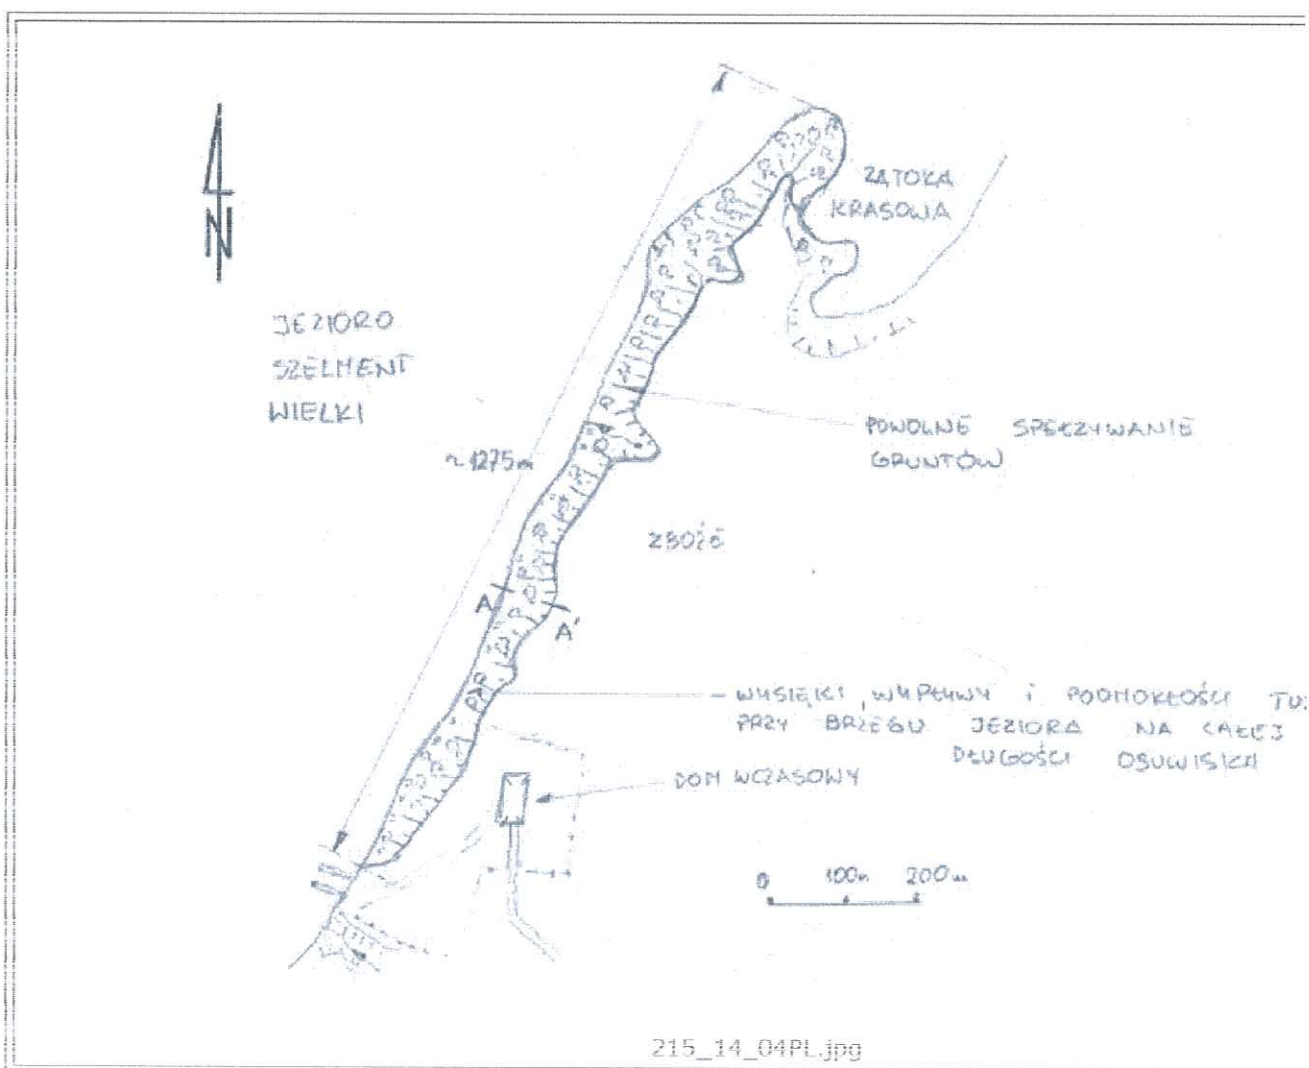 N
ZATOKA
KRASOWA
JEZIORO
SZELMENT
WIELKI
POWOLNE SPEŁZYWANIE
GRUNTÓW
~1275m
ZBOŻE
A
A'
- WYSIĘKI, WYPŁYWY i PODMOKŁOŚCI TU
PRZY BRZEGU JEZIORA NA CAŁEJ
DŁUGOŚCI OSUWISKA
DOM WCZASOWY
0 100m 200m
215_14_04PL.jpg